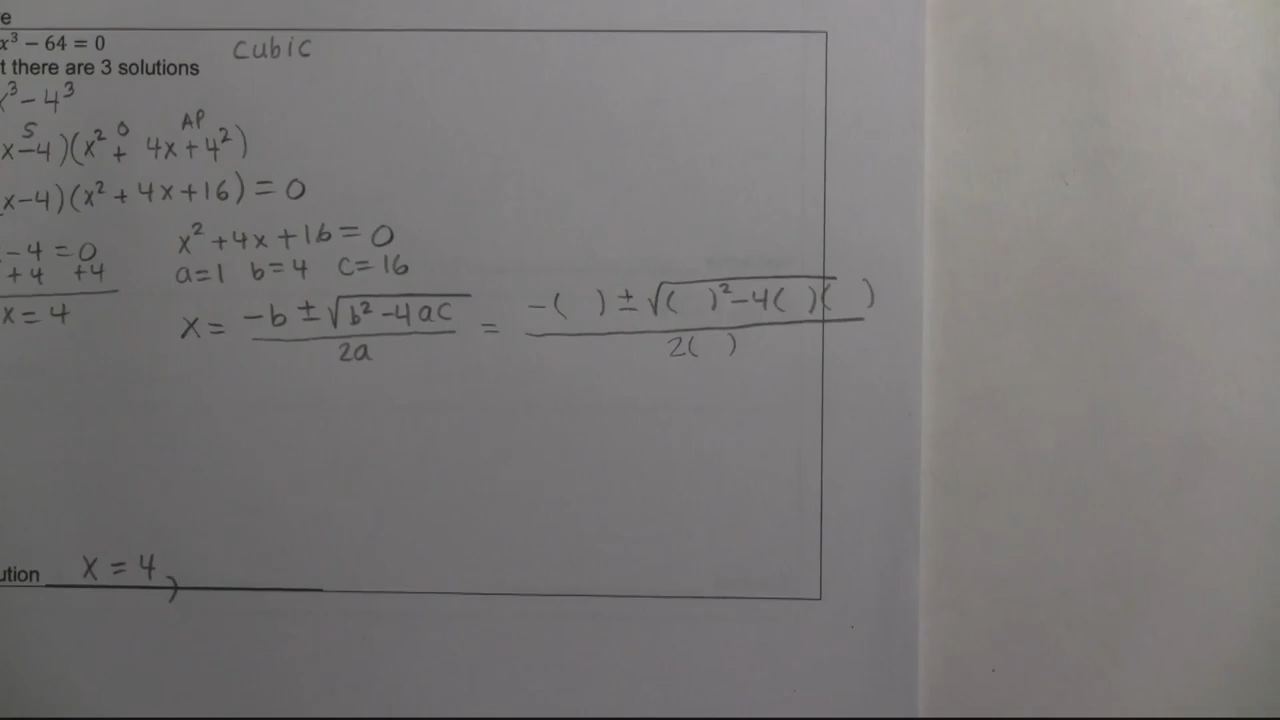 e
x³ − 64 = 0 cubic
t there are 3 solutions
x³ − 4³
S O AP
x−4)(x² + 4x+4²)
(x−4)(x² + 4x+16) = 0
−4 = 0 x² + 4x + 16 = 0
+4 +4 a=1 b=4 c=16
x = 4 x = (−b ± √(b² −4ac))/(2a) = (−( ) ± √(( )² −4( )( )))/(2( ))
ution x = 4,